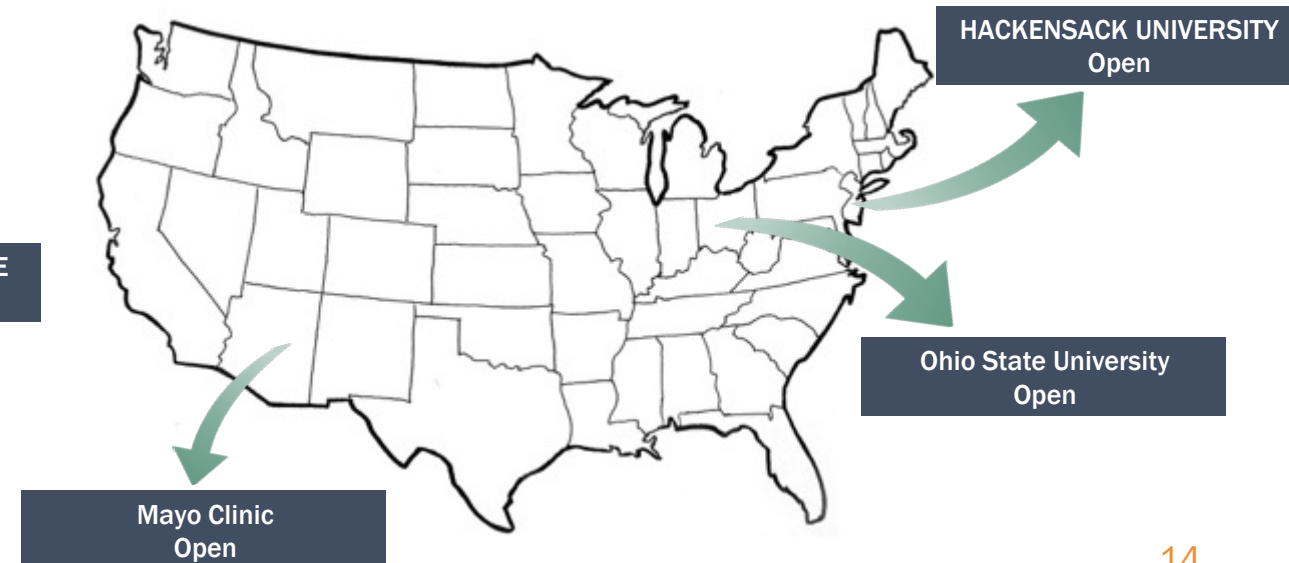 HACKENSACK UNIVERSITY
Open
E
Ohio State University
Open
Mayo Clinic
Open
14